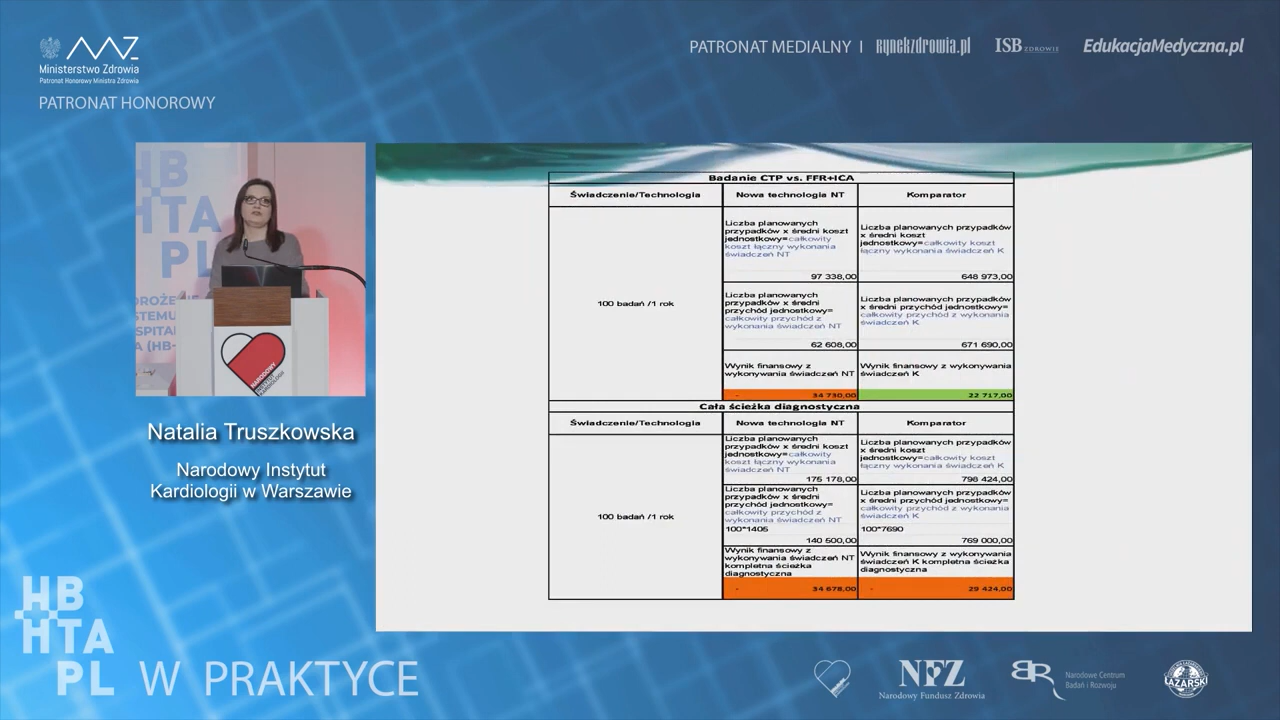 Ministerstwo Zdrowia
Patronat Honorowy Ministra Zdrowia
PATRONAT HONOROWY
PATRONAT MEDIALNY I rynekzdrowia.pl ISB ZDROWIE EdukacjaMedyczna.pl
HB
HTA
PL
NARODOWY
Natalia Truszkowska
Narodowy Instytut
Kardiologii w Warszawie
Badanie CTP vs. FFR+ICA
Świadczenie/Technologia Nowa technologia NT Komparator
100 badań /1 rok
Liczba planowanych
przypadków x średni koszt
jednostkowy=całkowity
koszt łączny wykonania
świadczeń NT
97 338,00
Liczba planowanych przypadków
x średni koszt
jednostkowy=całkowity koszt
łączny wykonania świadczeń K
648 973,00
Liczba planowanych
przypadków x średni
przychód jednostkowy=
całkowity przychód z
wykonania świadczeń NT
62 608,00
Liczba planowanych przypadków
x średni przychód jednostkowy=
całkowity przychód z wykonania
świadczeń K
671 690,00
Wynik finansowy z
wykonywania świadczeń NT
- 34 730,00
Wynik finansowy z wykonywania
świadczeń K
22 717,00
Cała ścieżka diagnostyczna
Świadczenie/Technologia Nowa technologia NT Komparator
100 badań /1 rok
Liczba planowanych
przypadków x średni koszt
jednostkowy=całkowity
koszt łączny wykonania
świadczeń NT
175 178,00
Liczba planowanych przypadków
x średni koszt
jednostkowy=całkowity koszt
łączny wykonania świadczeń K
798 424,00
Liczba planowanych
przypadków x średni
przychód jednostkowy=
całkowity przychód z
wykonania świadczeń NT
100*1405
140 500,00
Liczba planowanych przypadków
x średni przychód jednostkowy=
całkowity przychód z wykonania
świadczeń K
100*7690
769 000,00
Wynik finansowy z
wykonywania świadczeń NT
kompletna ścieżka
diagnostyczna
- 34 678,00
Wynik finansowy z wykonywania
świadczeń K kompletna ścieżka
diagnostyczna
- 29 424,00
HB
HTA
PL W PRAKTYCE
NFZ
Narodowy Fundusz Zdrowia
BR
Narodowe Centrum
Badań i Rozwoju
ŁAZARSKI